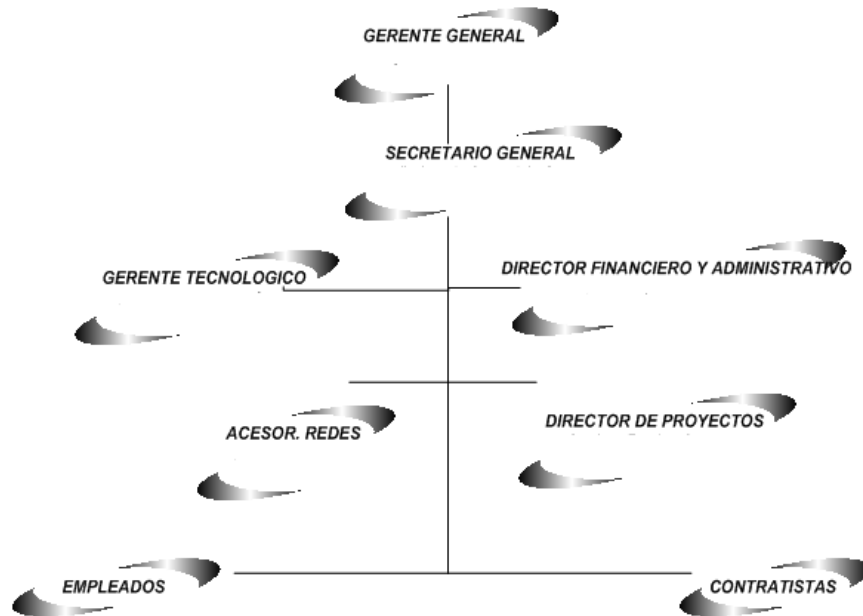 GERENTE GENERAL
SECRETARIO GENERAL
GERENTE TECNOLOGICO
DIRECTOR FINANCIERO Y ADMINISTRATIVO
ACESOR. REDES
DIRECTOR DE PROYECTOS
EMPLEADOS
CONTRATISTAS